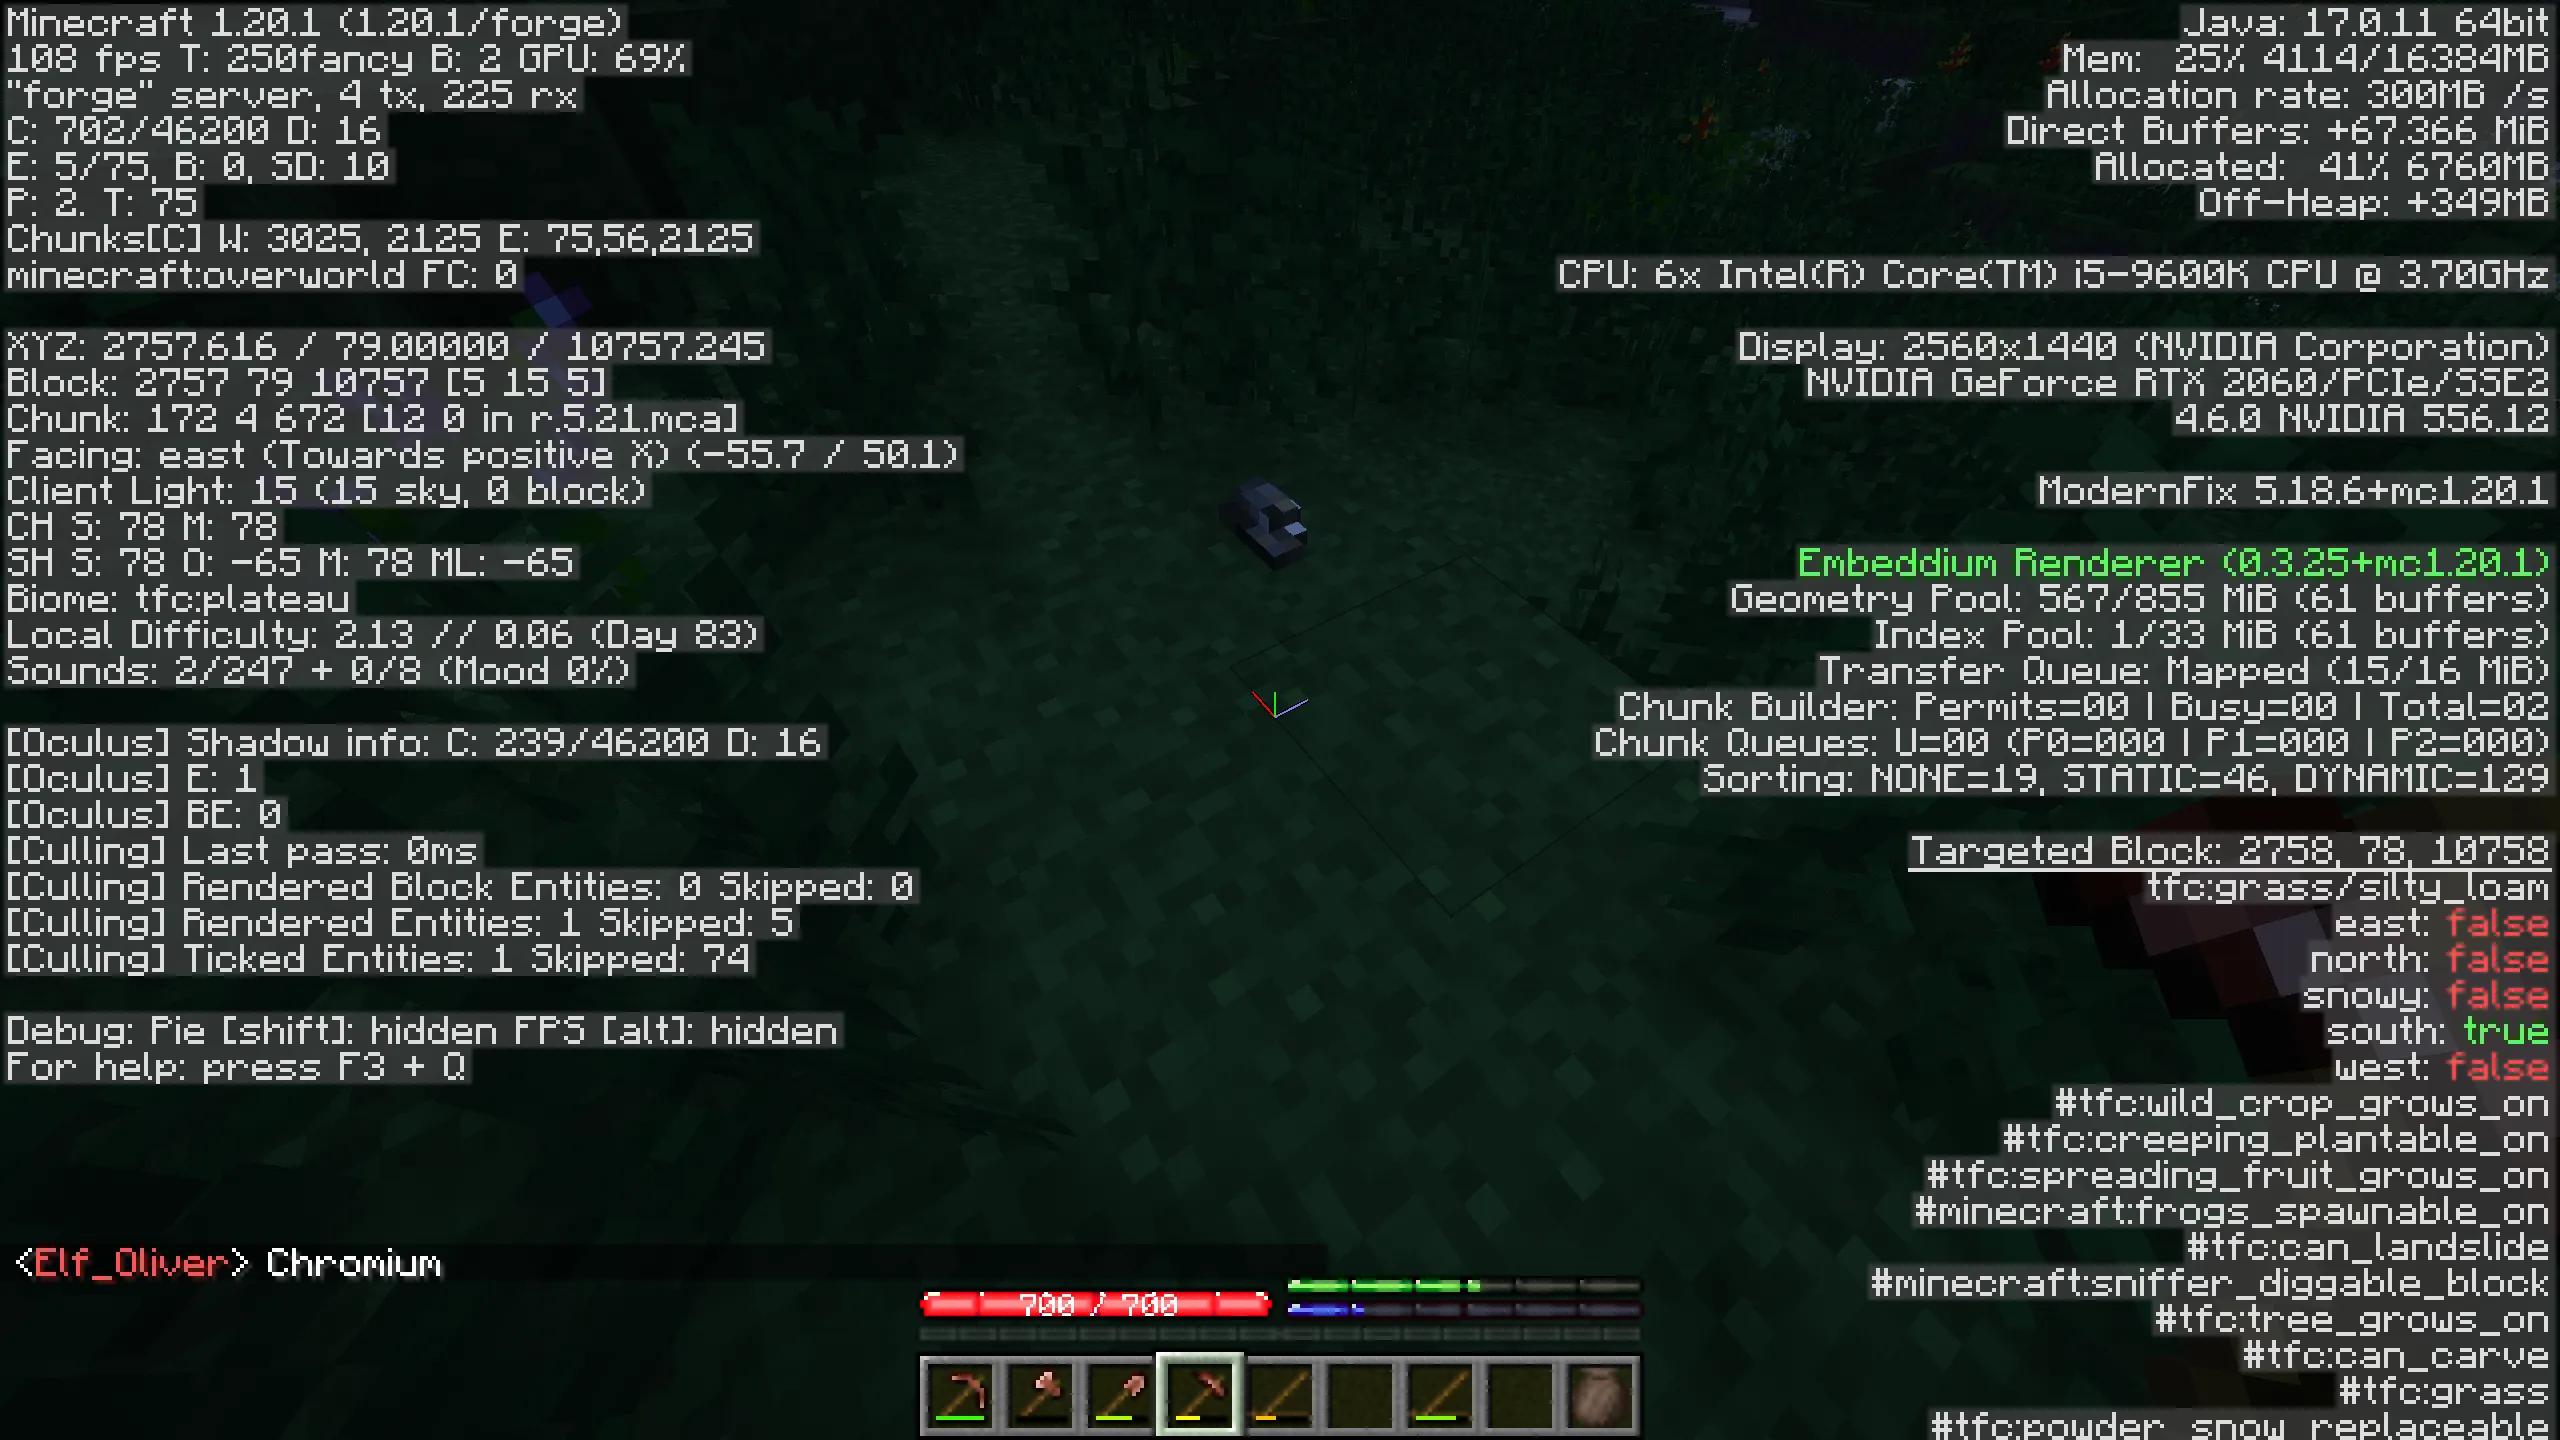 Minecraft 1.20.1 (1.20.1/forge)
108 fps T: 250fancy B: 2 GPU: 69%
"forge" server, 4 tx, 225 rx
C: 702/46200 D: 16
E: 5/75, B: 0, SD: 10
P: 2. T: 75
Chunks[C] W: 3025, 2125 E: 75,56,2125
minecraft:overworld FC: 0
XYZ: 2757.616 / 79.00000 / 10757.245
Block: 2757 79 10757 [5 15 5]
Chunk: 172 4 672 [12 0 in r.5.21.mca]
Facing: east (Towards positive X) (-55.7 / 50.1)
Client Light: 15 (15 sky, 0 block)
CH S: 78 M: 78
SH S: 78 O: -65 M: 78 ML: -65
Biome: tfc:plateau
Local Difficulty: 2.13 // 0.06 (Day 83)
Sounds: 2/247 + 0/8 (Mood 0%)
[Oculus] Shadow info: C: 239/46200 D: 16
[Oculus] E: 1
[Oculus] BE: 0
[Culling] Last pass: 0ms
[Culling] Rendered Block Entities: 0 Skipped: 0
[Culling] Rendered Entities: 1 Skipped: 5
[Culling] Ticked Entities: 1 Skipped: 74
Debug: Pie [shift]: hidden FPS [alt]: hidden
For help: press F3 + Q
<Elf_Oliver> Chromium
700 / 700
Java: 17.0.11 64bit
Mem: 25% 4114/16384MB
Allocation rate: 300MB /s
Direct Buffers: +67.366 MiB
Allocated: 41% 6760MB
Off-Heap: +349MB
CPU: 6x Intel(R) Core(TM) i5-9600K CPU @ 3.70GHz
Display: 2560x1440 (NVIDIA Corporation)
NVIDIA GeForce RTX 2060/PCIe/SSE2
4.6.0 NVIDIA 556.12
ModernFix 5.18.6+mc1.20.1
Embeddium Renderer (0.3.25+mc1.20.1)
Geometry Pool: 567/855 MiB (61 buffers)
Index Pool: 1/33 MiB (61 buffers)
Transfer Queue: Mapped (15/16 MiB)
Chunk Builder: Permits=00 | Busy=00 | Total=02
Chunk Queues: U=00 (P0=000 | P1=000 | P2=000)
Sorting: NONE=19, STATIC=46, DYNAMIC=129
Targeted Block: 2758, 78, 10758
tfc:grass/silty_loam
east: false
north: false
snowy: false
south: true
west: false
#tfc:wild_crop_grows_on
#tfc:creeping_plantable_on
#tfc:spreading_fruit_grows_on
#minecraft:frogs_spawnable_on
#tfc:can_landslide
#minecraft:sniffer_diggable_block
#tfc:tree_grows_on
#tfc:can_carve
#tfc:grass
#tfc:powder_snow_replaceable